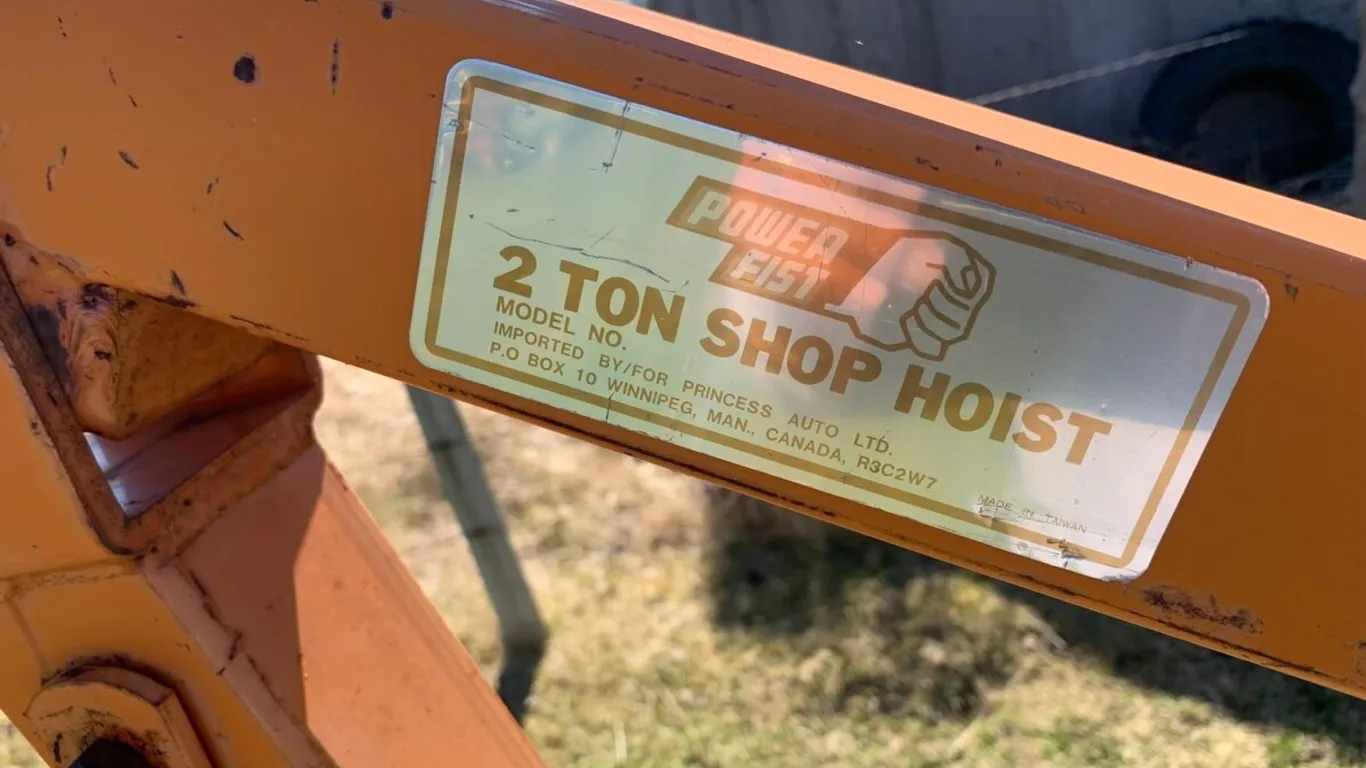 POWER
FIST
2 TON SHOP HOIST
MODEL NO.
IMPORTED BY/FOR PRINCESS AUTO LTD.
P.O BOX 10 WINNIPEG, MAN., CANADA, R3C2W7
MADE IN TAIWAN